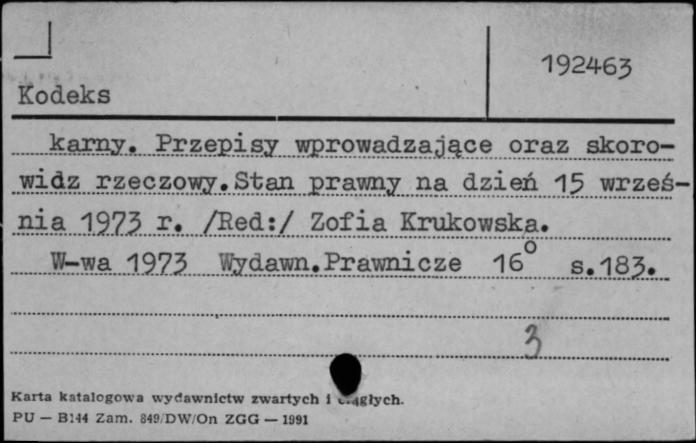 192463
Kodeks
karny. Przepisy wprowadzające oraz skoro-
widz rzeczowy. Stan prawny na dzień 15 wrześ-
nia 1973 r. /Red:/ Zofia Krukowska.
W-wa 1973 Wydawn. Prawnicze 16° s. 183.
3
Karta katalogowa wydawnictw zwartych i ciągłych.
PU — B144 Zam. 849/DW/On ZGG — 1991